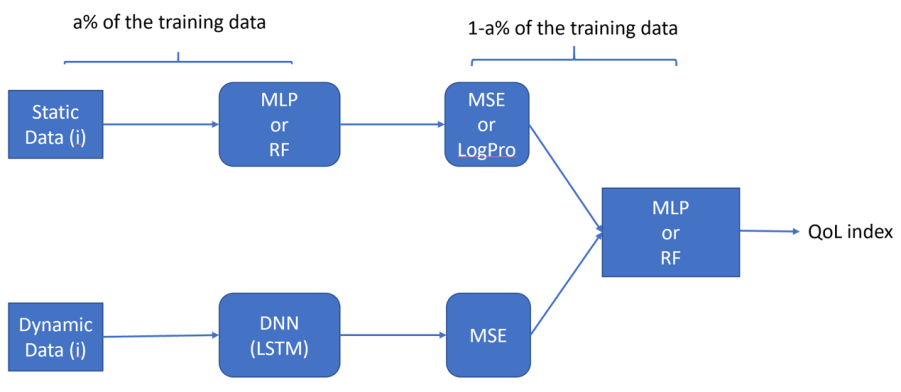 a% of the training data
1-a% of the training data
Static
Data (i)
MLP
or
RF
MSE
or
LogPro
MLP
or
RF
QoL index
Dynamic
Data (i)
DNN
(LSTM)
MSE